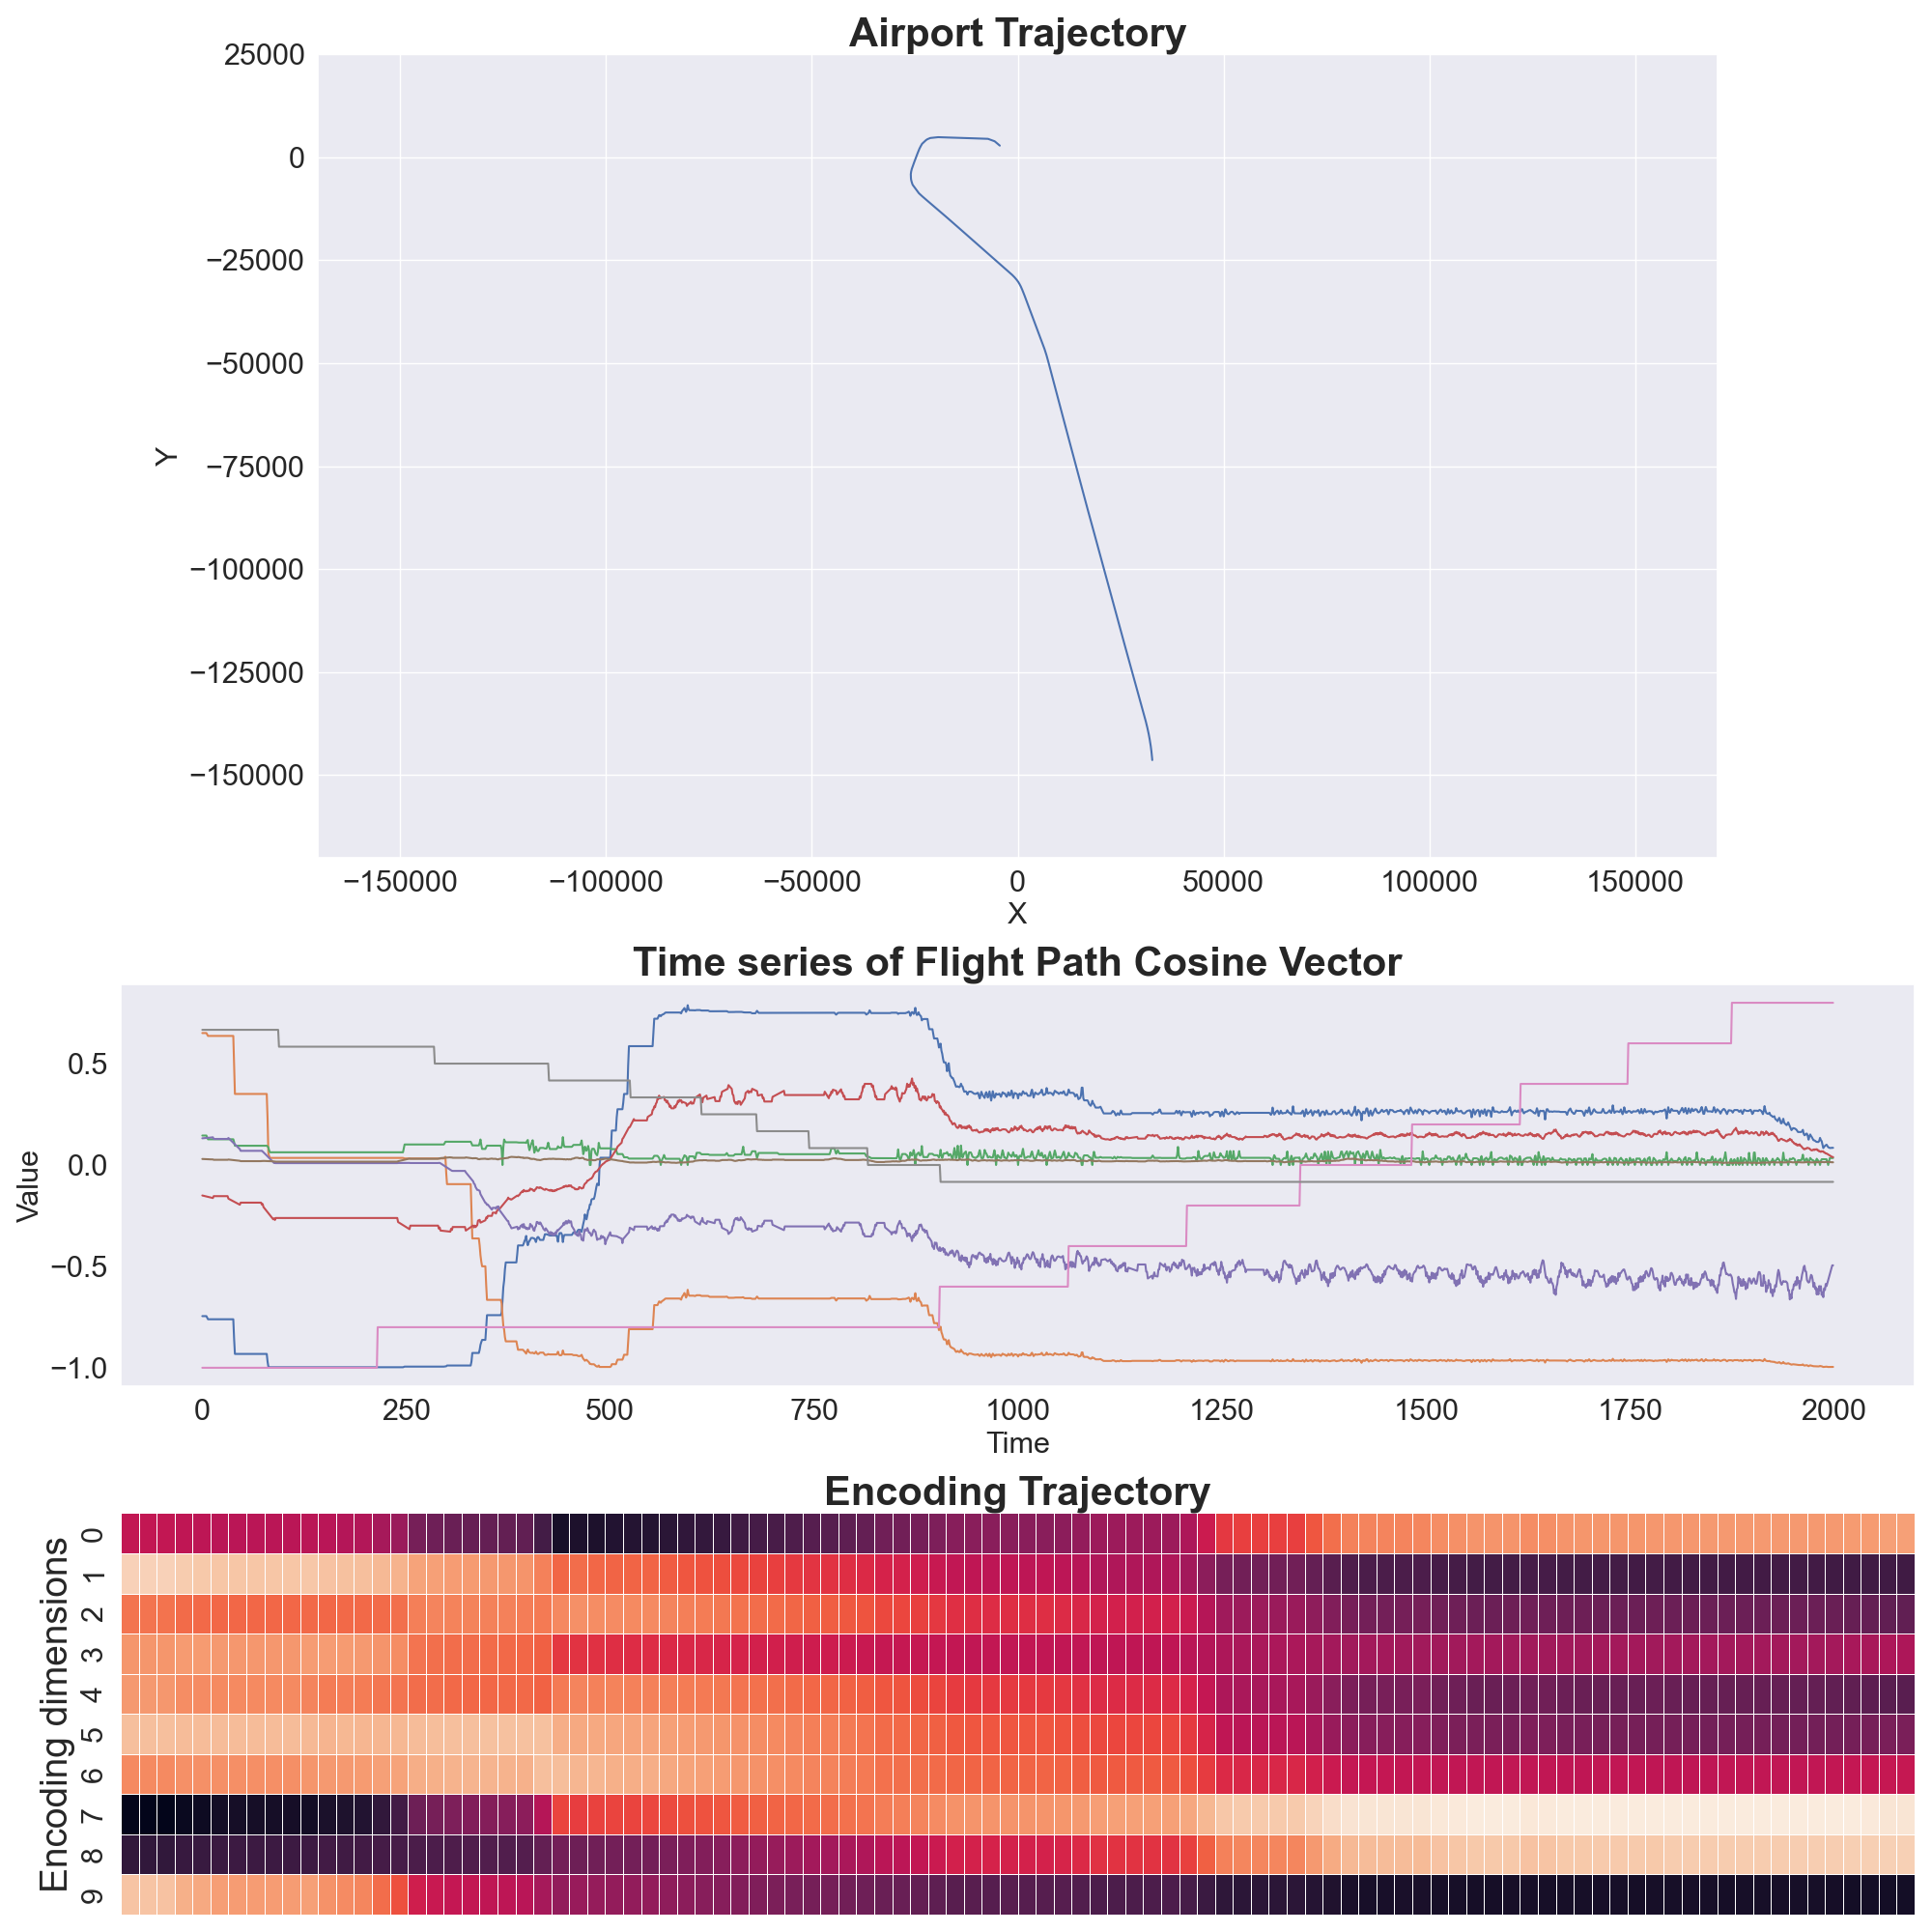 Airport Trajectory
25000
0
−25000
−50000
−75000
−100000
−125000
−150000
Y
−150000 −100000 −50000 0 50000 100000 150000
X
Time series of Flight Path Cosine Vector
0.5
0.0
−0.5
−1.0
Value
0 250 500 750 1000 1250 1500 1750 2000
Time
Encoding Trajectory
0
1
2
3
4
5
6
7
8
9
Encoding dimensions